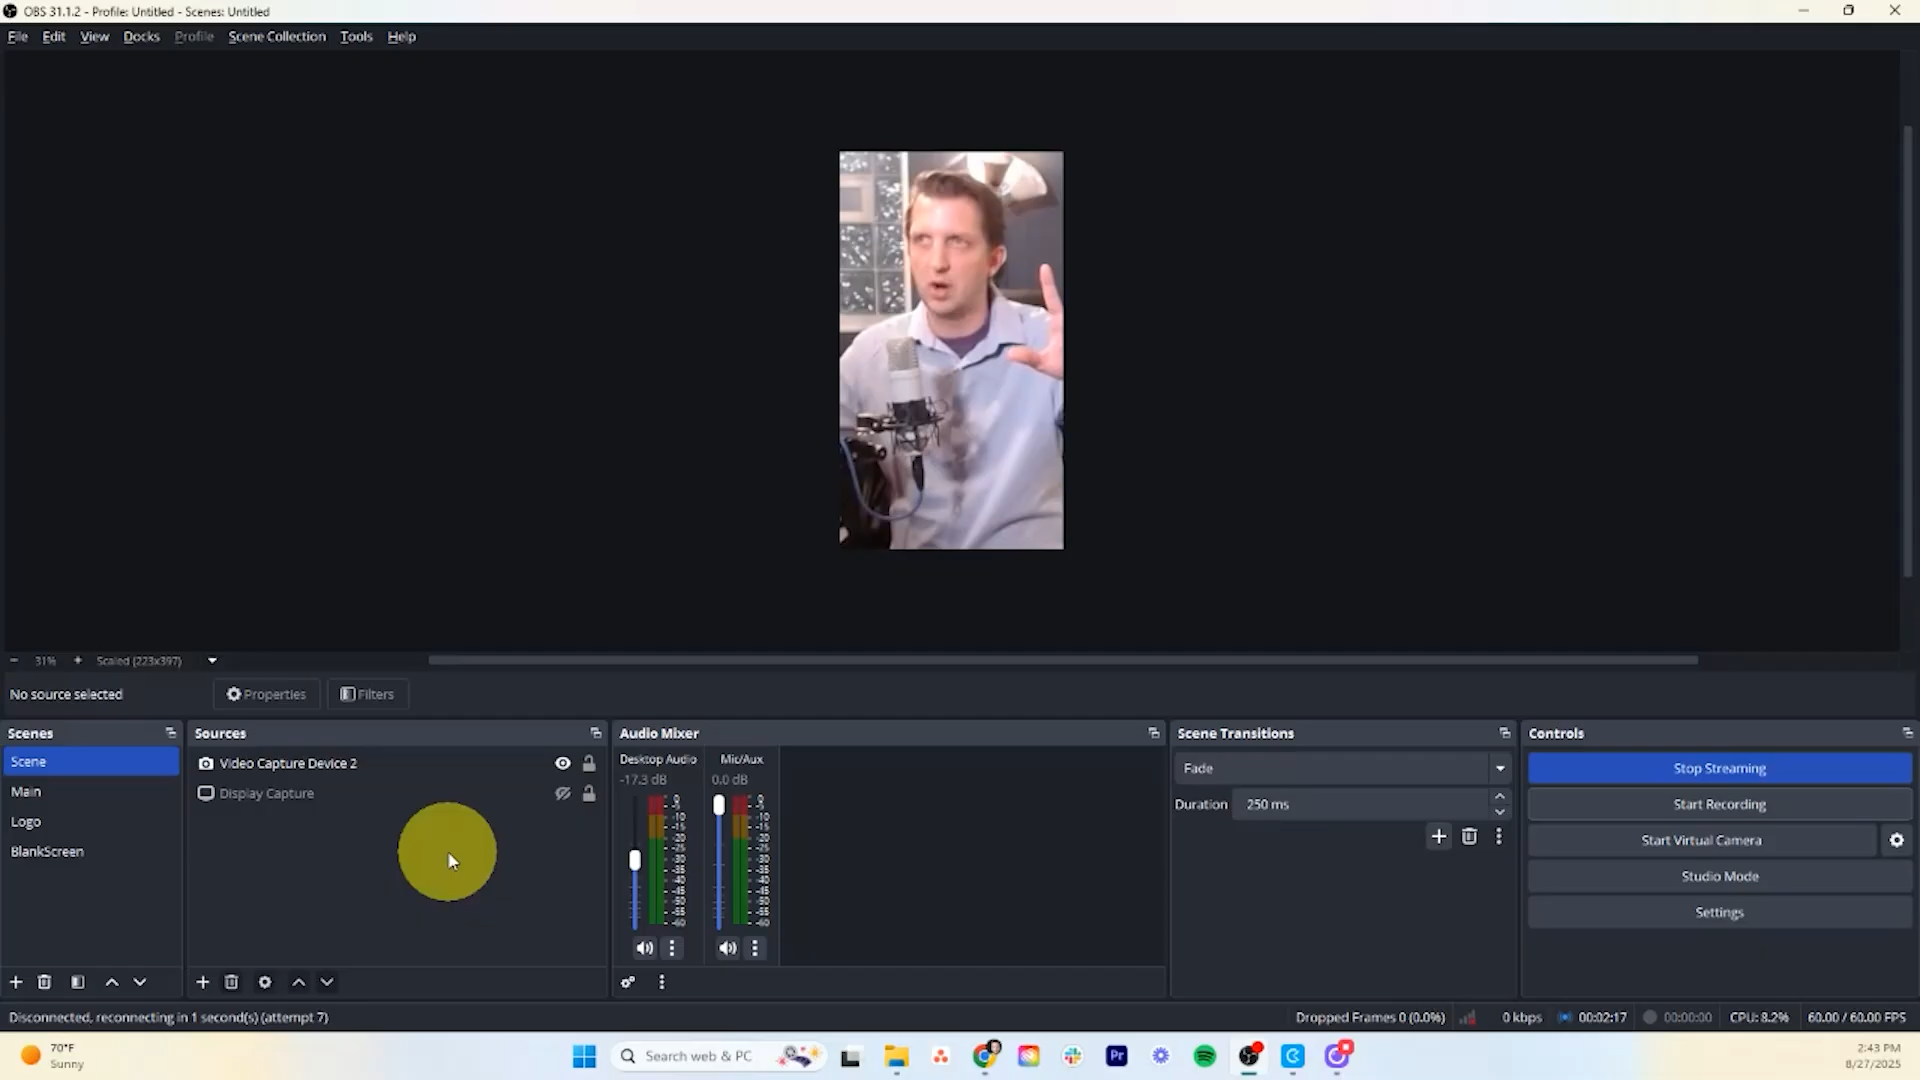 OBS 31.1.2 - Profile: Untitled - Scenes: Untitled
File Edit View Docks Profile Scene Collection Tools Help
31% Scaled (223x397)
No source selected Properties Filters
Scenes
Scene
Main
Logo
BlankScreen
Sources
Video Capture Device 2
Display Capture
Audio Mixer
Desktop Audio Mic/Aux
-17.3 dB 0.0 dB
Scene Transitions
Fade
Duration 250 ms
Controls
Stop Streaming
Start Recording
Start Virtual Camera
Studio Mode
Settings
Disconnected, reconnecting in 1 second(s) (attempt 7) Dropped Frames 0 (0.0%) 0 kbps 00:02:17 00:00:00 CPU: 8.2% 60.00 / 60.00 FPS
70°F
Sunny
Search web & PC
Pr
2:43 PM
8/27/2025